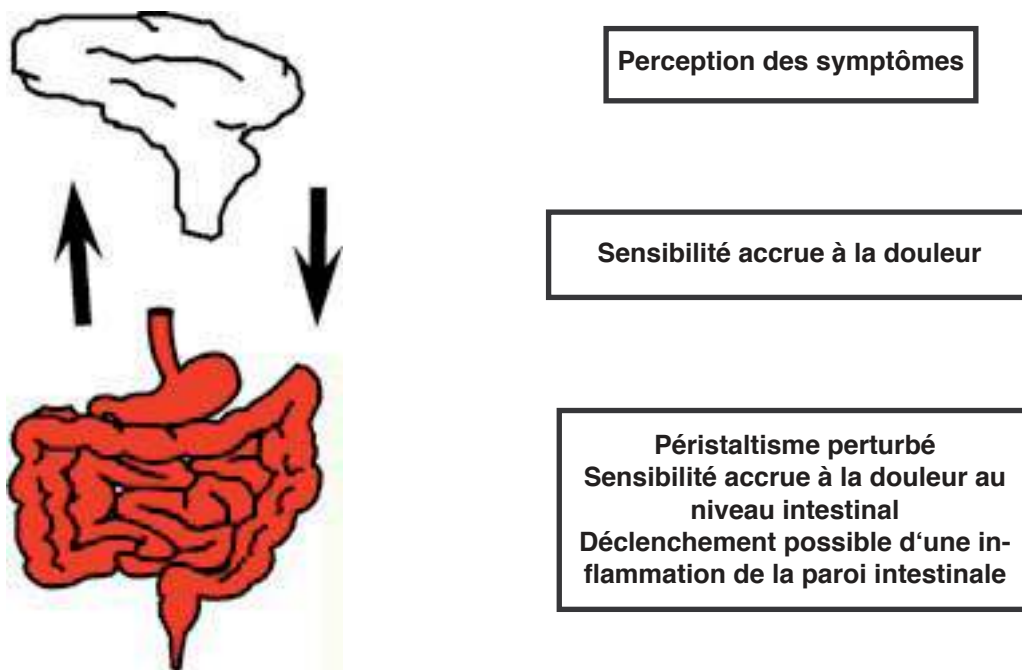 Perception des symptômes
Sensibilité accrue à la douleur
Péristaltisme perturbé
Sensibilité accrue à la douleur au
niveau intestinal
Déclenchement possible d‘une in-
flammation de la paroi intestinale